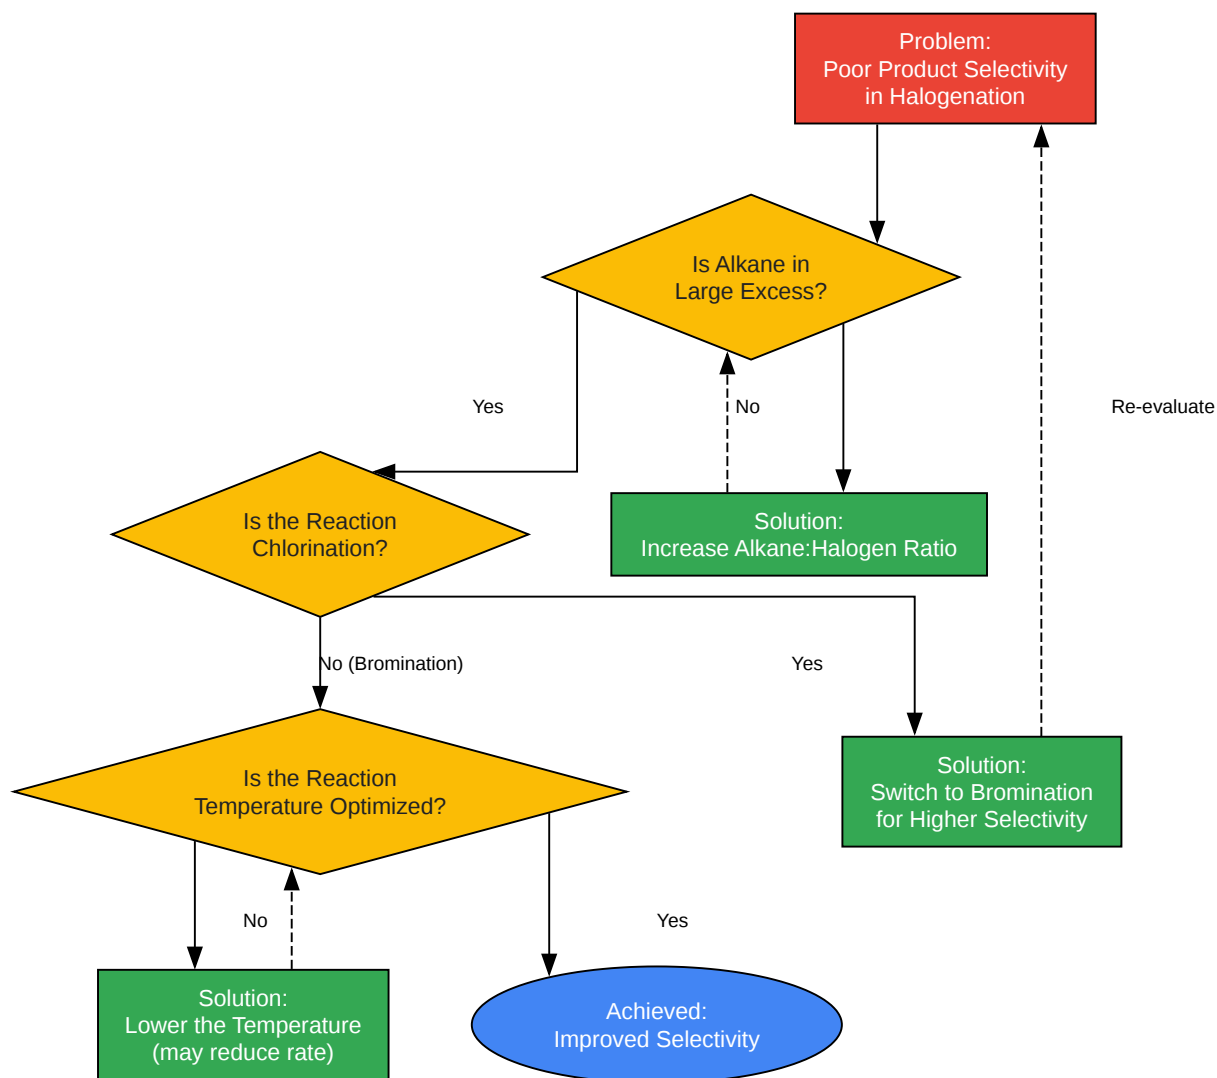 Problem:
Poor Product Selectivity
in Halogenation
Is Alkane in
Large Excess?
Yes
No
Re-evaluate
Is the Reaction
Chlorination?
Solution:
Increase Alkane:Halogen Ratio
No (Bromination)
Yes
Is the Reaction
Temperature Optimized?
Solution:
Switch to Bromination
for Higher Selectivity
No
Yes
Solution:
Lower the Temperature
(may reduce rate)
Achieved:
Improved Selectivity